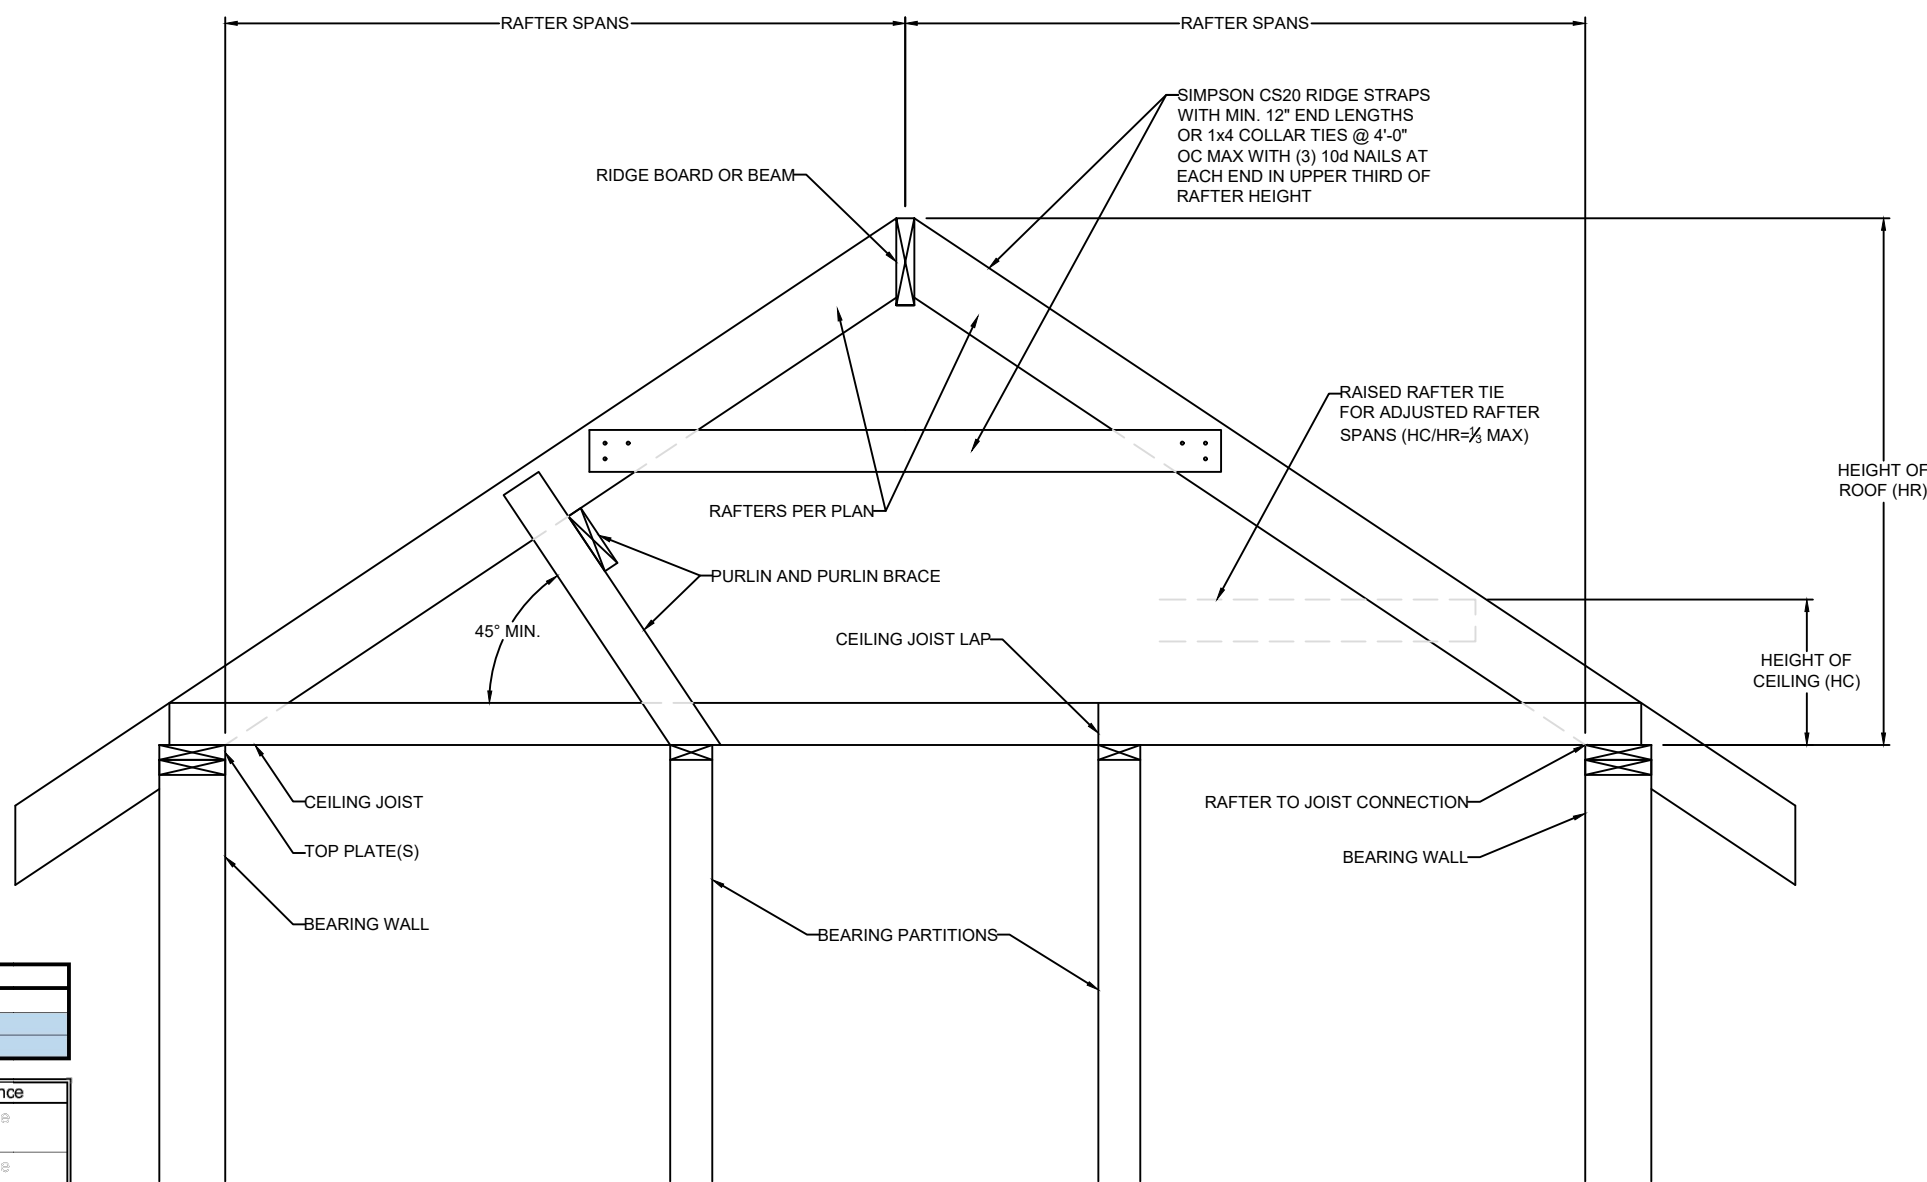 RAFTER SPANS
RAFTER SPANS
SIMPSON CS20 RIDGE STRAPS
WITH MIN. 12" END LENGTHS
OR 1x4 COLLAR TIES @ 4'-0"
OC MAX WITH (3) 10d NAILS AT
EACH END IN UPPER THIRD OF
RAFTER HEIGHT
RIDGE BOARD OR BEAM
RAISED RAFTER TIE
FOR ADJUSTED RAFTER
SPANS (HC/HR=⅓ MAX)
HEIGHT OF
ROOF (HR)
RAFTERS PER PLAN
PURLIN AND PURLIN BRACE
45° MIN.
CEILING JOIST LAP
HEIGHT OF
CEILING (HC)
CEILING JOIST
RAFTER TO JOIST CONNECTION
TOP PLATE(S)
BEARING WALL
BEARING WALL
BEARING PARTITIONS
nce
e
e